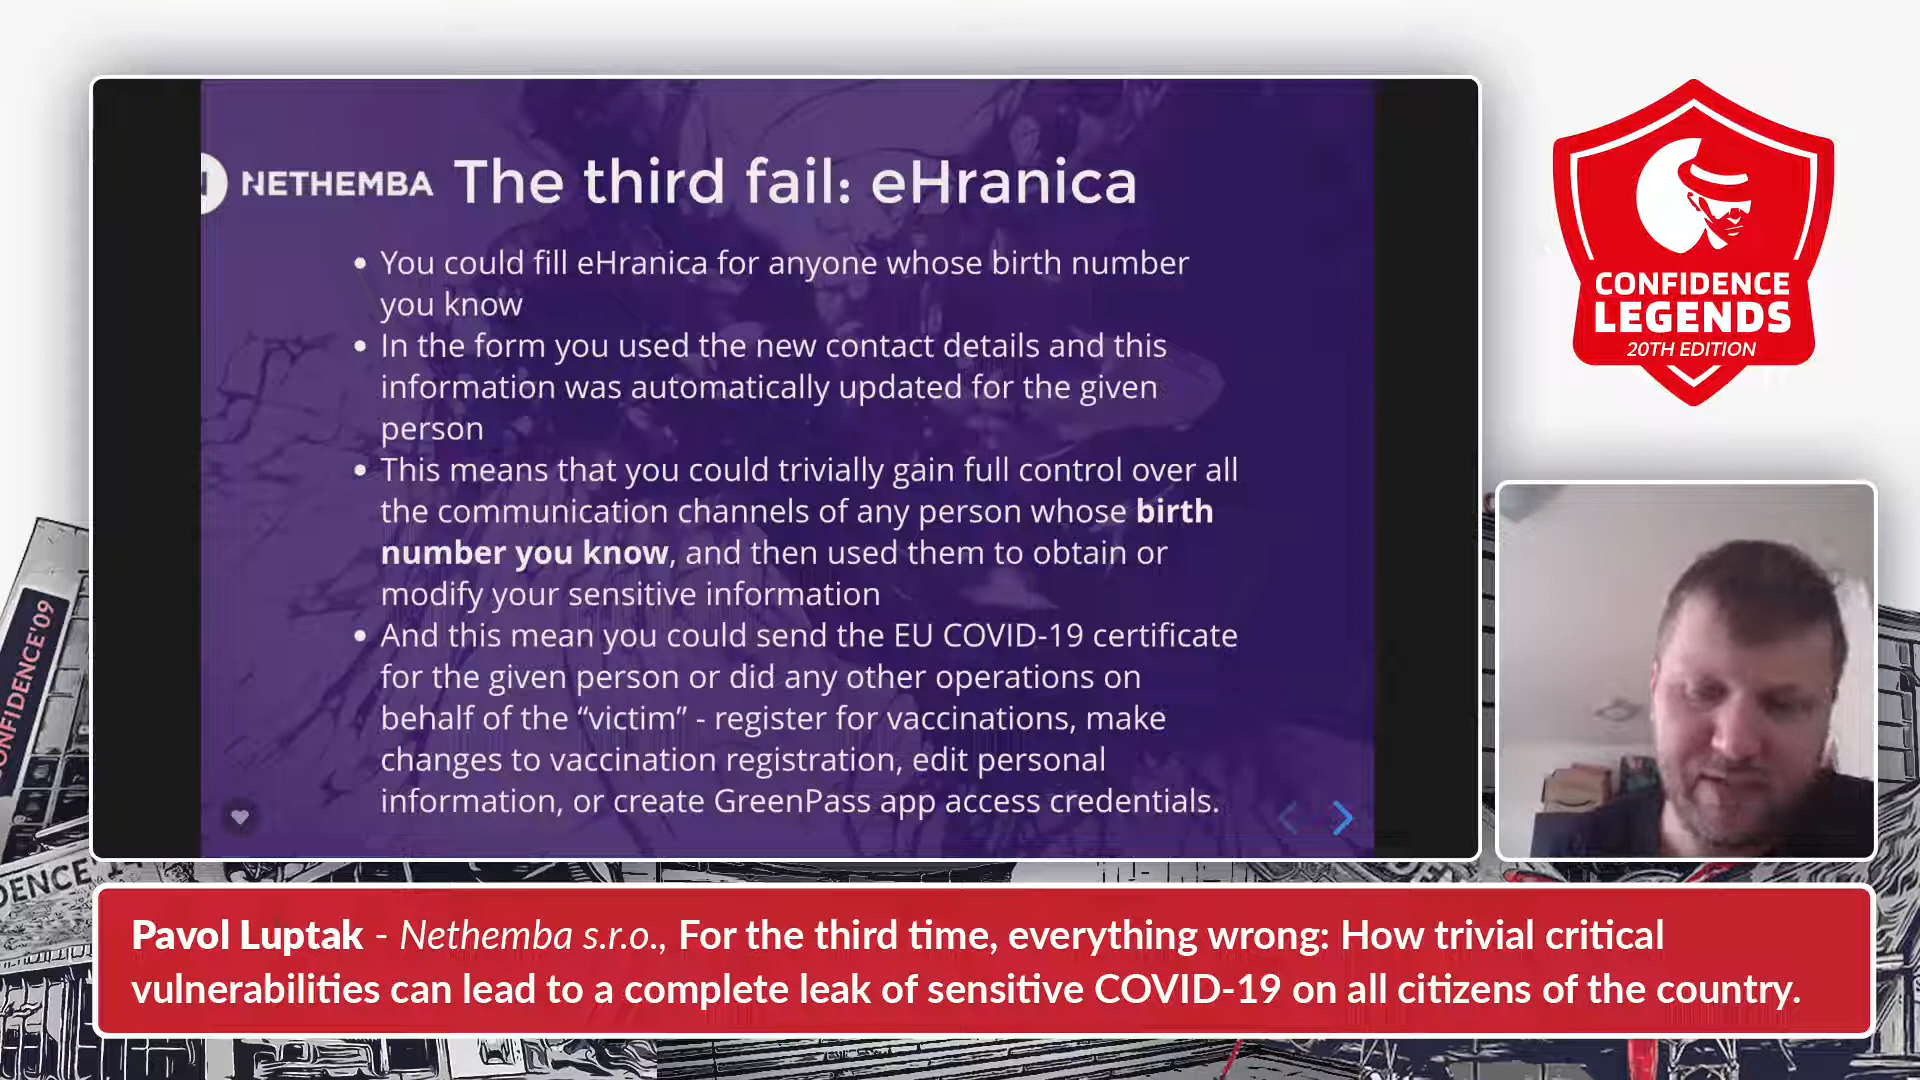 NETHEMBA The third fail: eHranica
You could fill eHranica for anyone whose birth number
you know
In the form you used the new contact details and this
information was automatically updated for the given
person
This means that you could trivially gain full control over all
the communication channels of any person whose birth
number you know, and then used them to obtain or
modify your sensitive information
And this mean you could send the EU COVID-19 certificate
for the given person or did any other operations on
behalf of the “victim” - register for vaccinations, make
changes to vaccination registration, edit personal
information, or create GreenPass app access credentials.
CONFIDENCE
LEGENDS
20TH EDITION
CONFIDENCE'09
DENCE
Pavol Luptak - Nethemba s.r.o., For the third time, everything wrong: How trivial critical
vulnerabilities can lead to a complete leak of sensitive COVID-19 on all citizens of the country.